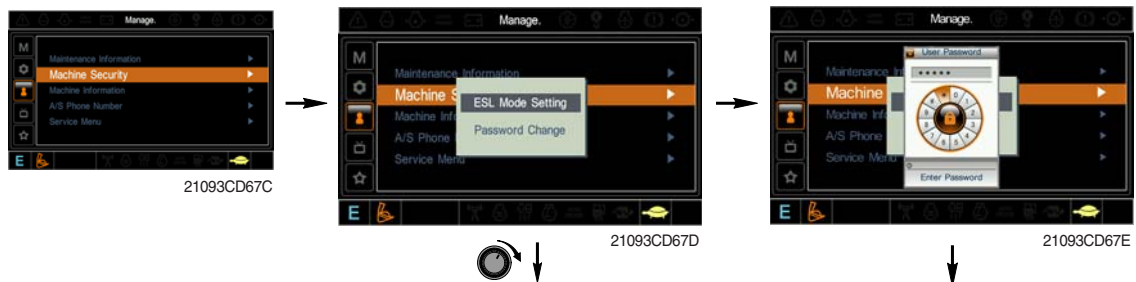 Manage.
M
Maintenance Information
Machine Security
Machine Information
A/S Phone Number
Service Menu
E
21093CD67C
Manage.
M
Maintenance Information
Machine S
ESL Mode Setting
Machine Info
Password Change
A/S Phone
Service Menu
E
21093CD67D
Manage.
User Password
M
Maintenance In
*****
Machine
Machine Info
A/S Phone
Service Menu
Enter Password
E
21093CD67E